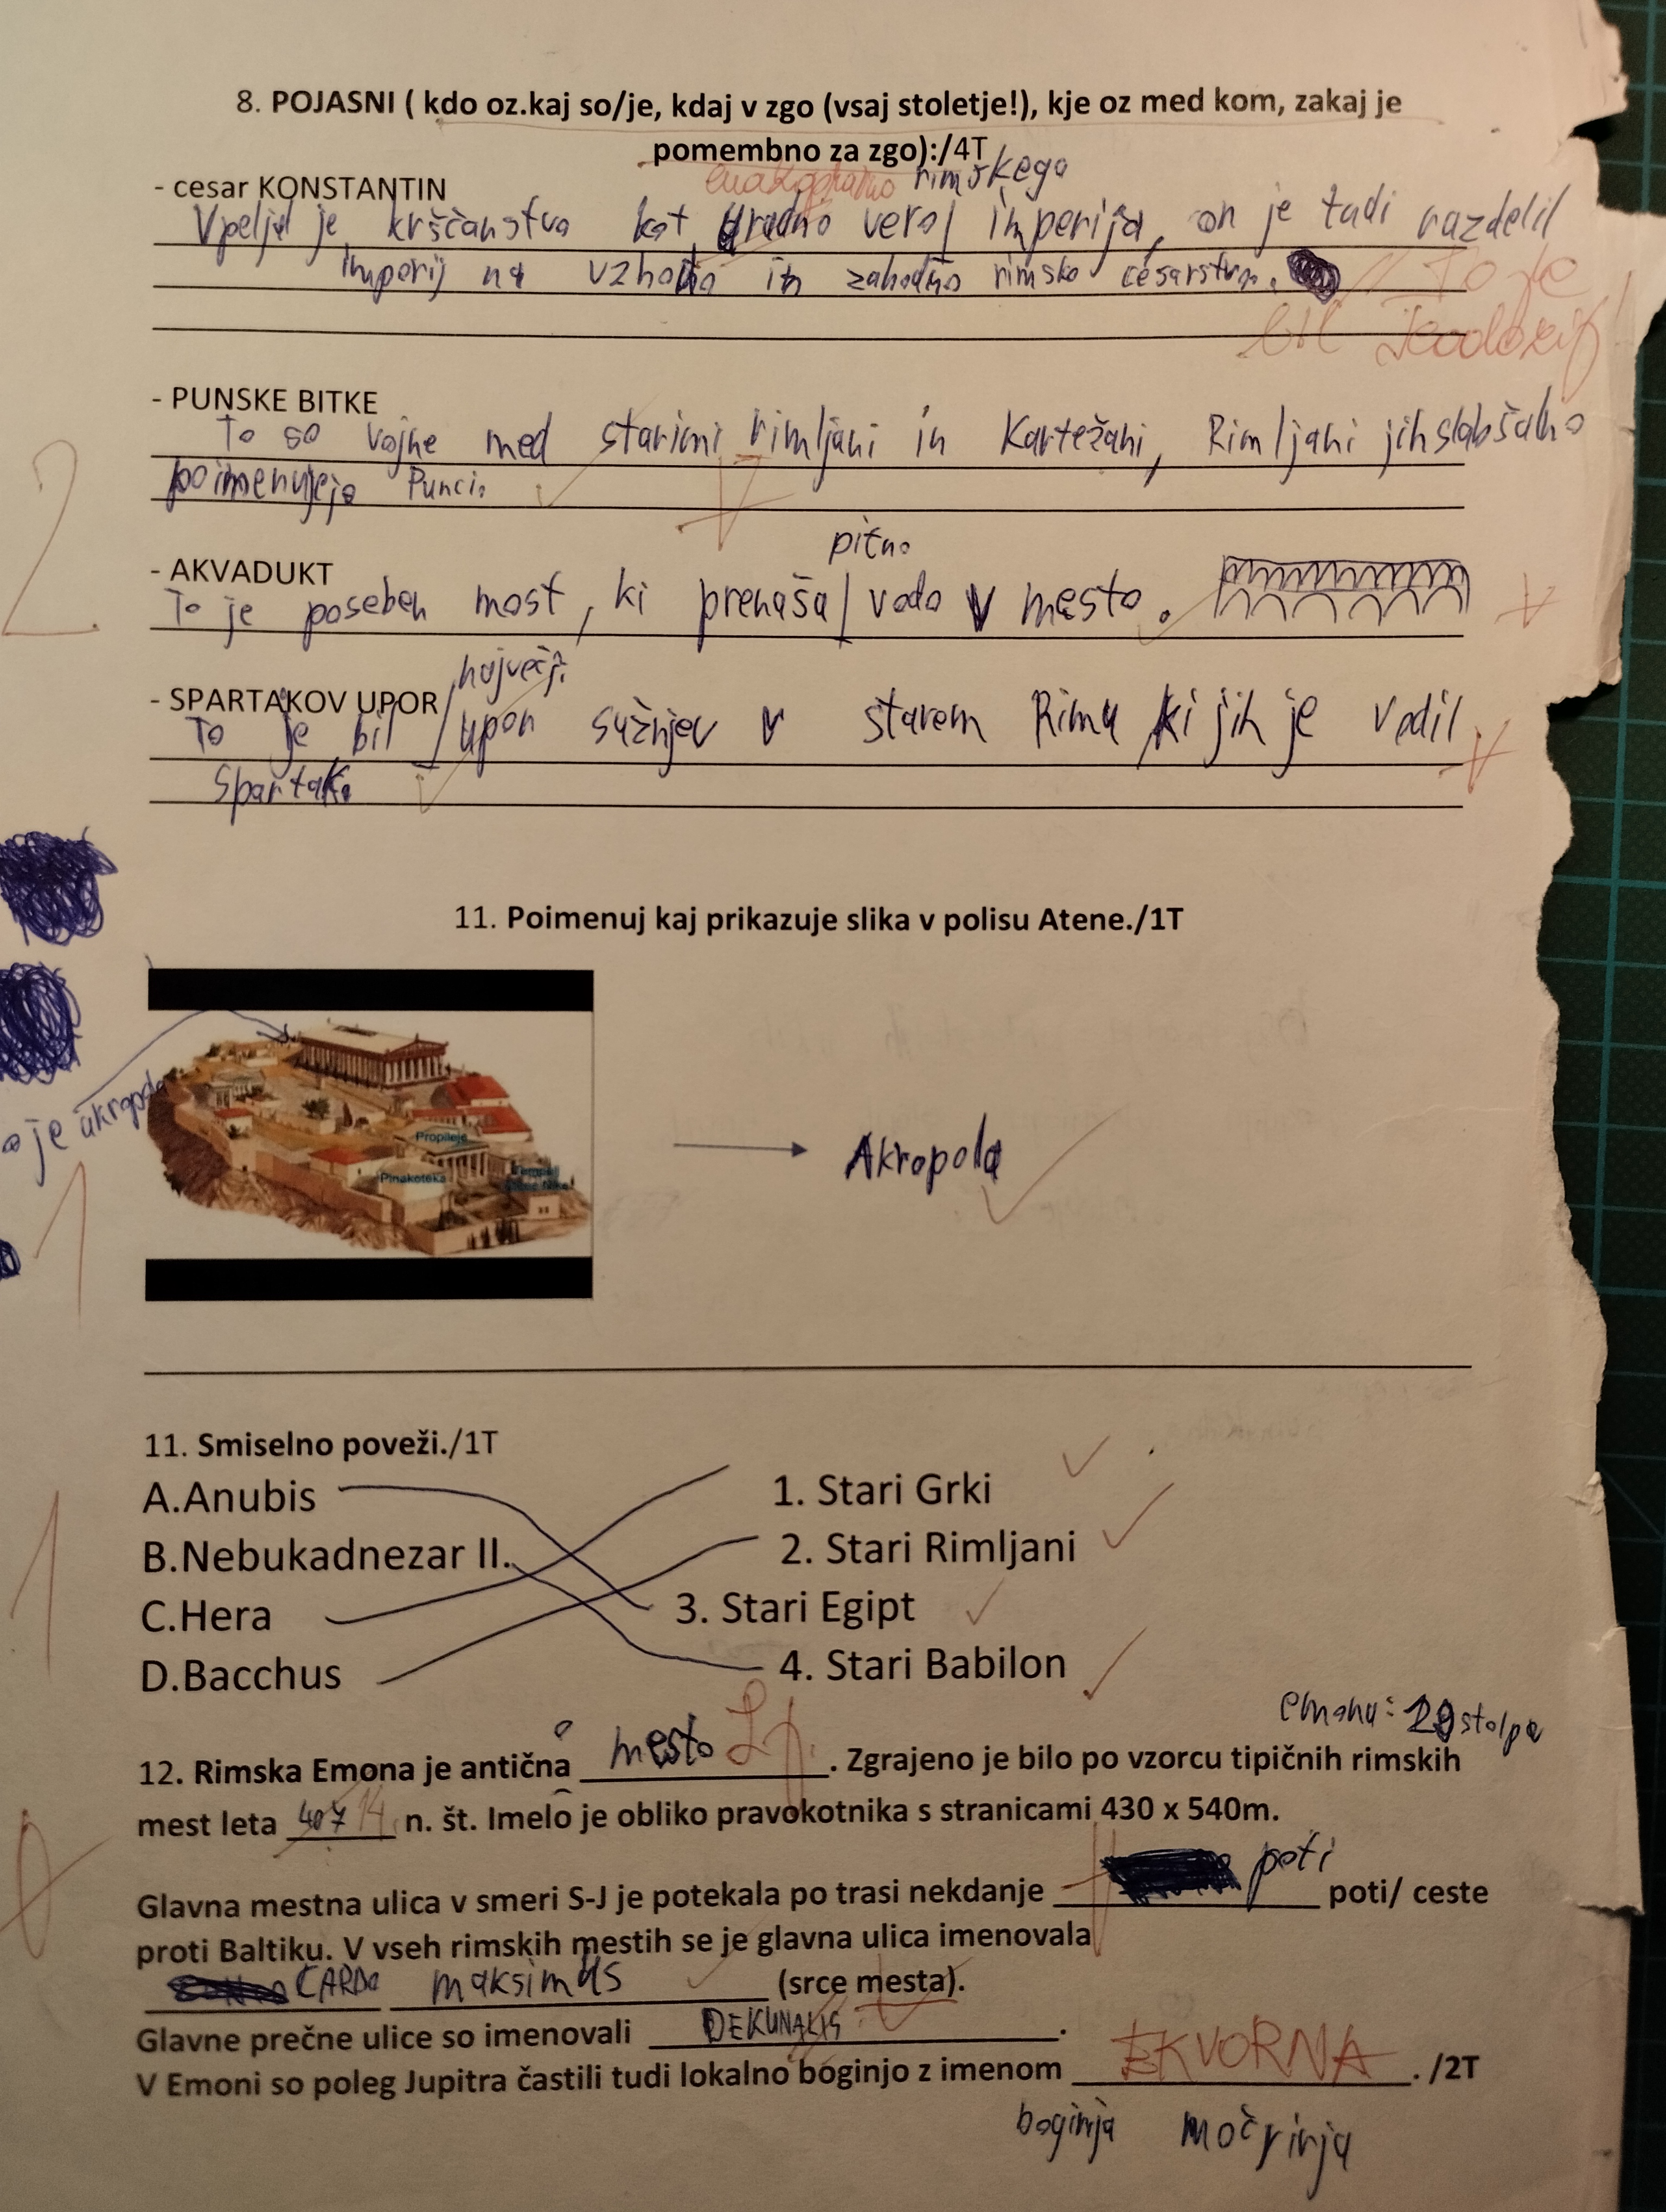 8. POJASNI ( kdo oz.kaj so/je, kdaj v zgo (vsaj stoletje!), kje oz med kom, zakaj je
pomembno za zgo):/4T
- cesar KONSTANTIN
enakopravno rimskega
Vpeljal je krščanstvo kot uradno vero imperija, on je tudi razdelil
imperij na vzhodno in zahodno rimsko cesarstvo.
To je
bil Teodozij!
- PUNSKE BITKE
To so vojne med starimi rimljani in Kartežani, Rimljani jih slabšalno
poimenujejo Punci.
2
pitno
- AKVADUKT
To je poseben most, ki prenaša vodo v mesto.
največji
- SPARTAKOV UPOR
To je bil upor sužnjev v starem Rimu ki jih je vodil
Spartak.
11. Poimenuj kaj prikazuje slika v polisu Atene./1T
je akropola
Propileje
Pinakoteka
Tempelj
Atene Nike
Akropola
1
11. Smiselno poveži./1T
A.Anubis 1. Stari Grki
B.Nebukadnezar II. 2. Stari Rimljani
C.Hera 3. Stari Egipt
D.Bacchus 4. Stari Babilon
1
emona: 29 stolpo
12. Rimska Emona je antična mesto Lj. . Zgrajeno je bilo po vzorcu tipičnih rimskih
mest leta 407 14 n. št. Imelo je obliko pravokotnika s stranicami 430 x 540m.
0
Glavna mestna ulica v smeri S-J je potekala po trasi nekdanje poti poti/ ceste
proti Baltiku. V vseh rimskih mestih se je glavna ulica imenovala
CARDO maksimus (srce mesta).
Glavne prečne ulice so imenovali DEKUNALIS .
V Emoni so poleg Jupitra častili tudi lokalno boginjo z imenom EKVORNA . /2T
boginja močvirja